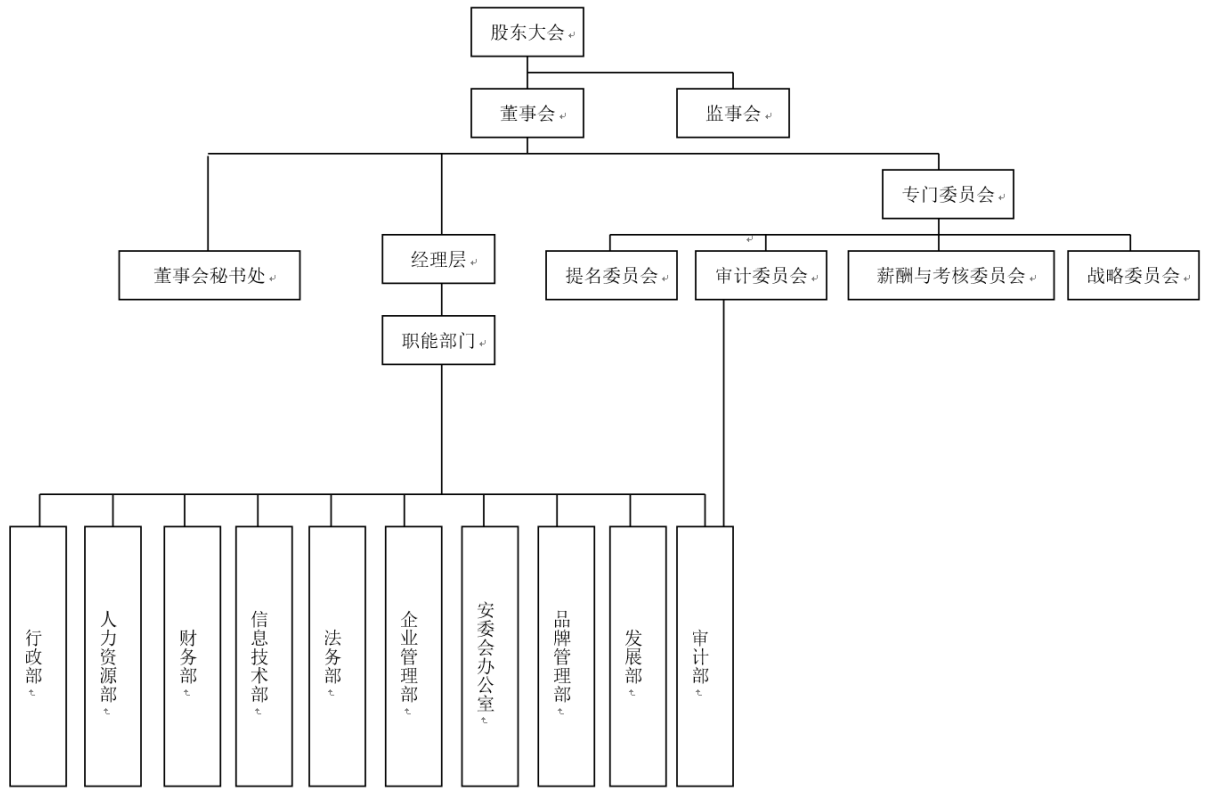 股东大会
董事会
监事会
专门委员会
董事会秘书处
经理层
提名委员会
审计委员会
薪酬与考核委员会
战略委员会
职能部门
行政部
人力资源部
财务部
信息技术部
法务部
企业管理部
安委会办公室
品牌管理部
发展部
审计部